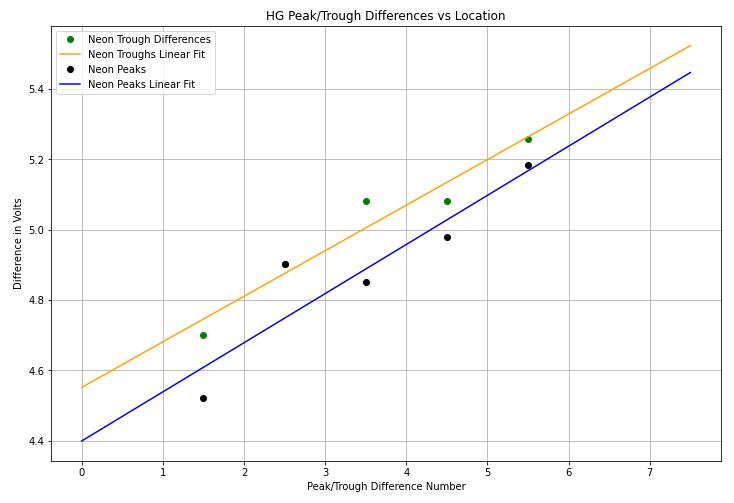 HG Peak/Trough Differences vs Location
Neon Trough Differences
Neon Troughs Linear Fit
Neon Peaks
Neon Peaks Linear Fit
Difference in Volts
5.4
5.2
5.0
4.8
4.6
4.4
0 1 2 3 4 5 6 7
Peak/Trough Difference Number